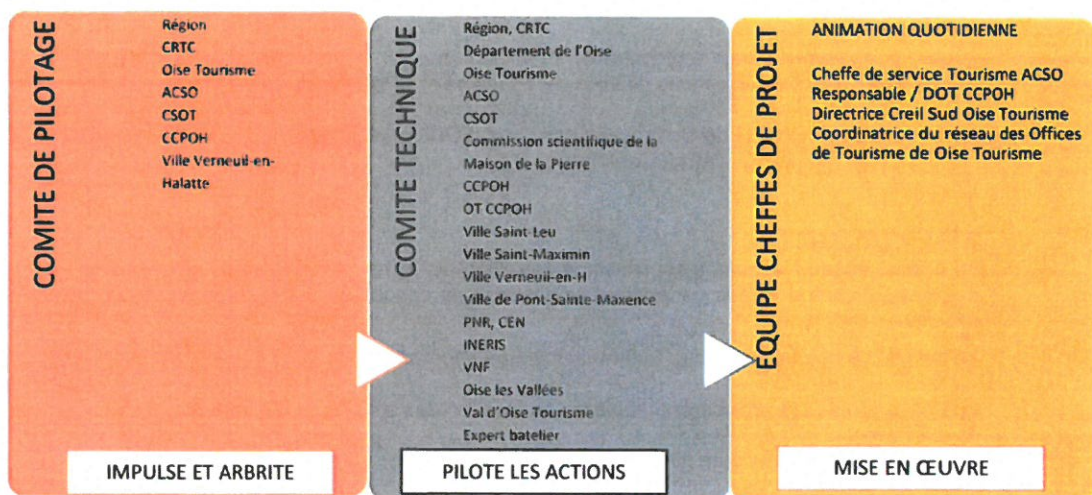 COMITE DE PILOTAGE
Région
CRTC
Oise Tourisme
ACSO
CSOT
CCPOH
Ville Verneuil-en-
Halatte
IMPULSE ET ARBRITE
COMITE TECHNIQUE
Région, CRTC
Département de l'Oise
Oise Tourisme
ACSO
CSOT
Commission scientifique de la
Maison de la Pierre
CCPOH
OT CCPOH
Ville Saint-Leu
Ville Saint-Maximin
Ville Verneuil-en-H
Ville de Pont-Sainte-Maxence
PNR, CEN
INERIS
VNF
Oise les Vallées
Val d'Oise Tourisme
Expert batelier
PILOTE LES ACTIONS
EQUIPE CHEFFES DE PROJET
ANIMATION QUOTIDIENNE
Cheffe de service Tourisme ACSO
Responsable / DOT CCPOH
Directrice Creil Sud Oise Tourisme
Coordinatrice du réseau des Offices
de Tourisme de Oise Tourisme
MISE EN ŒUVRE